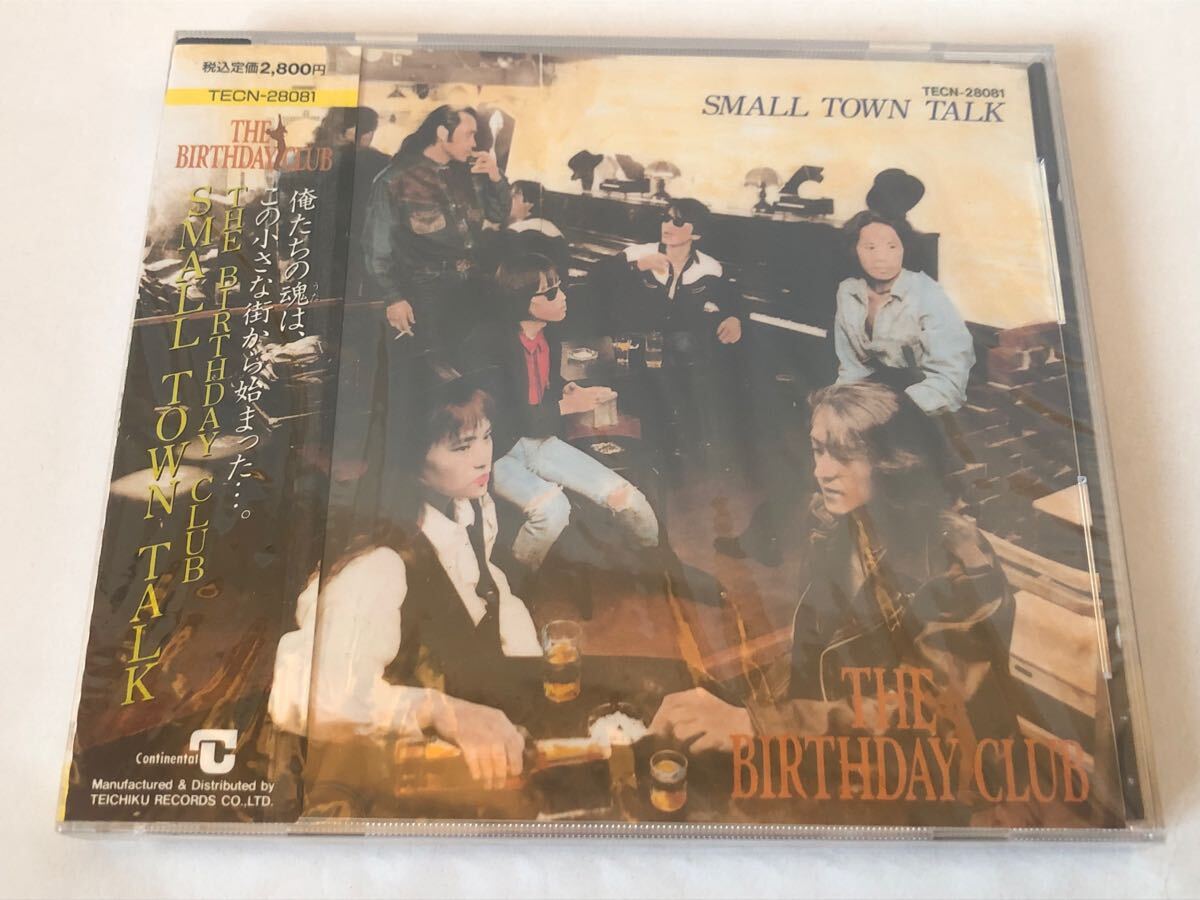 税込定価2,800円
TECN-28081
THE
BIRTHDAY CLUB
俺たちの魂は、
うた
この小さな街から始まった…。
THE BIRTHDAY CLUB
SMALL TOWN TALK
Continental
Manufactured & Distributed by
TEICHIKU RECORDS CO.,LTD.
TECN-28081
SMALL TOWN TALK
THE
BIRTHDAY CLUB